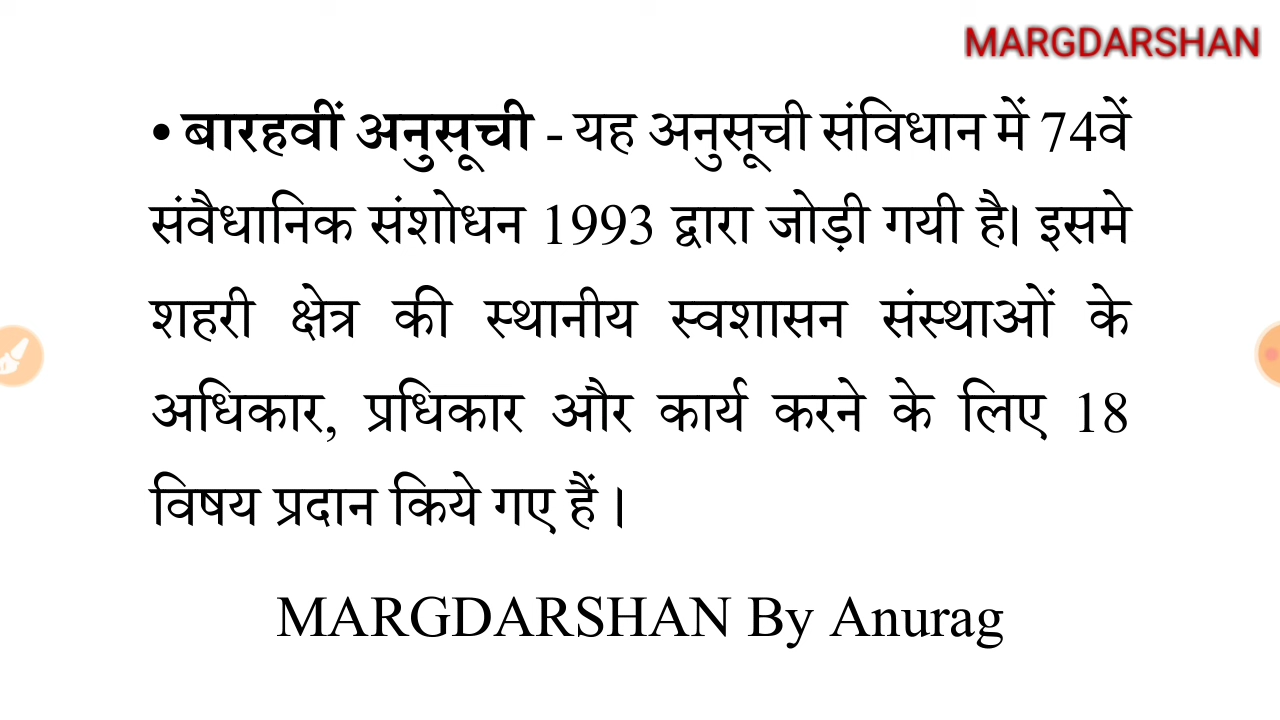 MARGDARSHAN
• बारहवीं अनुसूची - यह अनुसूची संविधान में 74वें
संवैधानिक संशोधन 1993 द्वारा जोड़ी गयी है। इसमे
शहरी क्षेत्र की स्थानीय स्वशासन संस्थाओं के
अधिकार, प्रधिकार और कार्य करने के लिए 18
विषय प्रदान किये गए हैं ।
MARGDARSHAN By Anurag